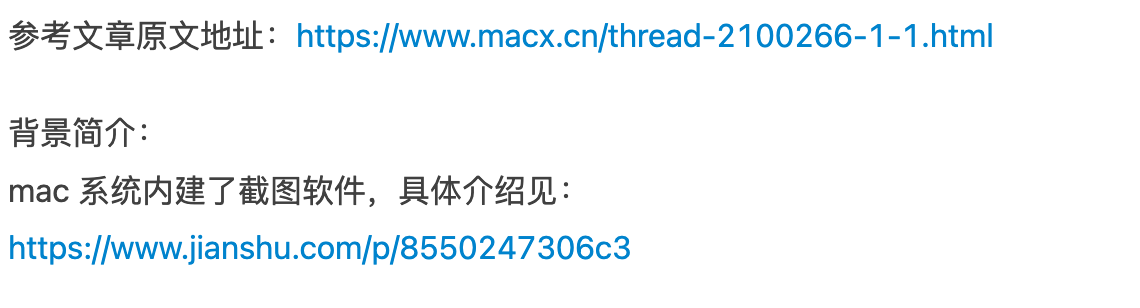 参考文章原文地址：https://www.macx.cn/thread-2100266-1-1.html
背景简介：
mac 系统内建了截图软件，具体介绍见：
https://www.jianshu.com/p/8550247306c3